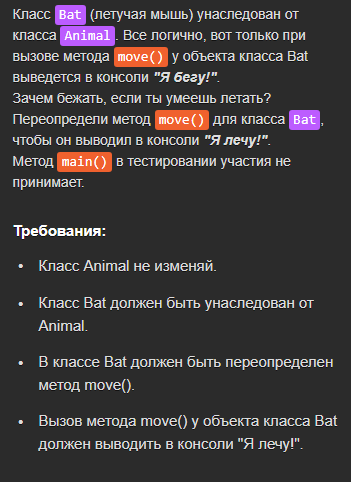 Класс Bat (летучая мышь) унаследован от
класса Animal. Все логично, вот только при
вызове метода move() у объекта класса Bat
выведется в консоли "Я бегу!".
Зачем бежать, если ты умеешь летать?
Переопредели метод move() для класса Bat,
чтобы он выводил в консоли "Я лечу!".
Метод main() в тестировании участия не
принимает.
Требования:
• Класс Animal не изменяй.
• Класс Bat должен быть унаследован от
Animal.
• В классе Bat должен быть переопределен
метод move().
• Вызов метода move() у объекта класса Bat
должен выводить в консоли "Я лечу!".